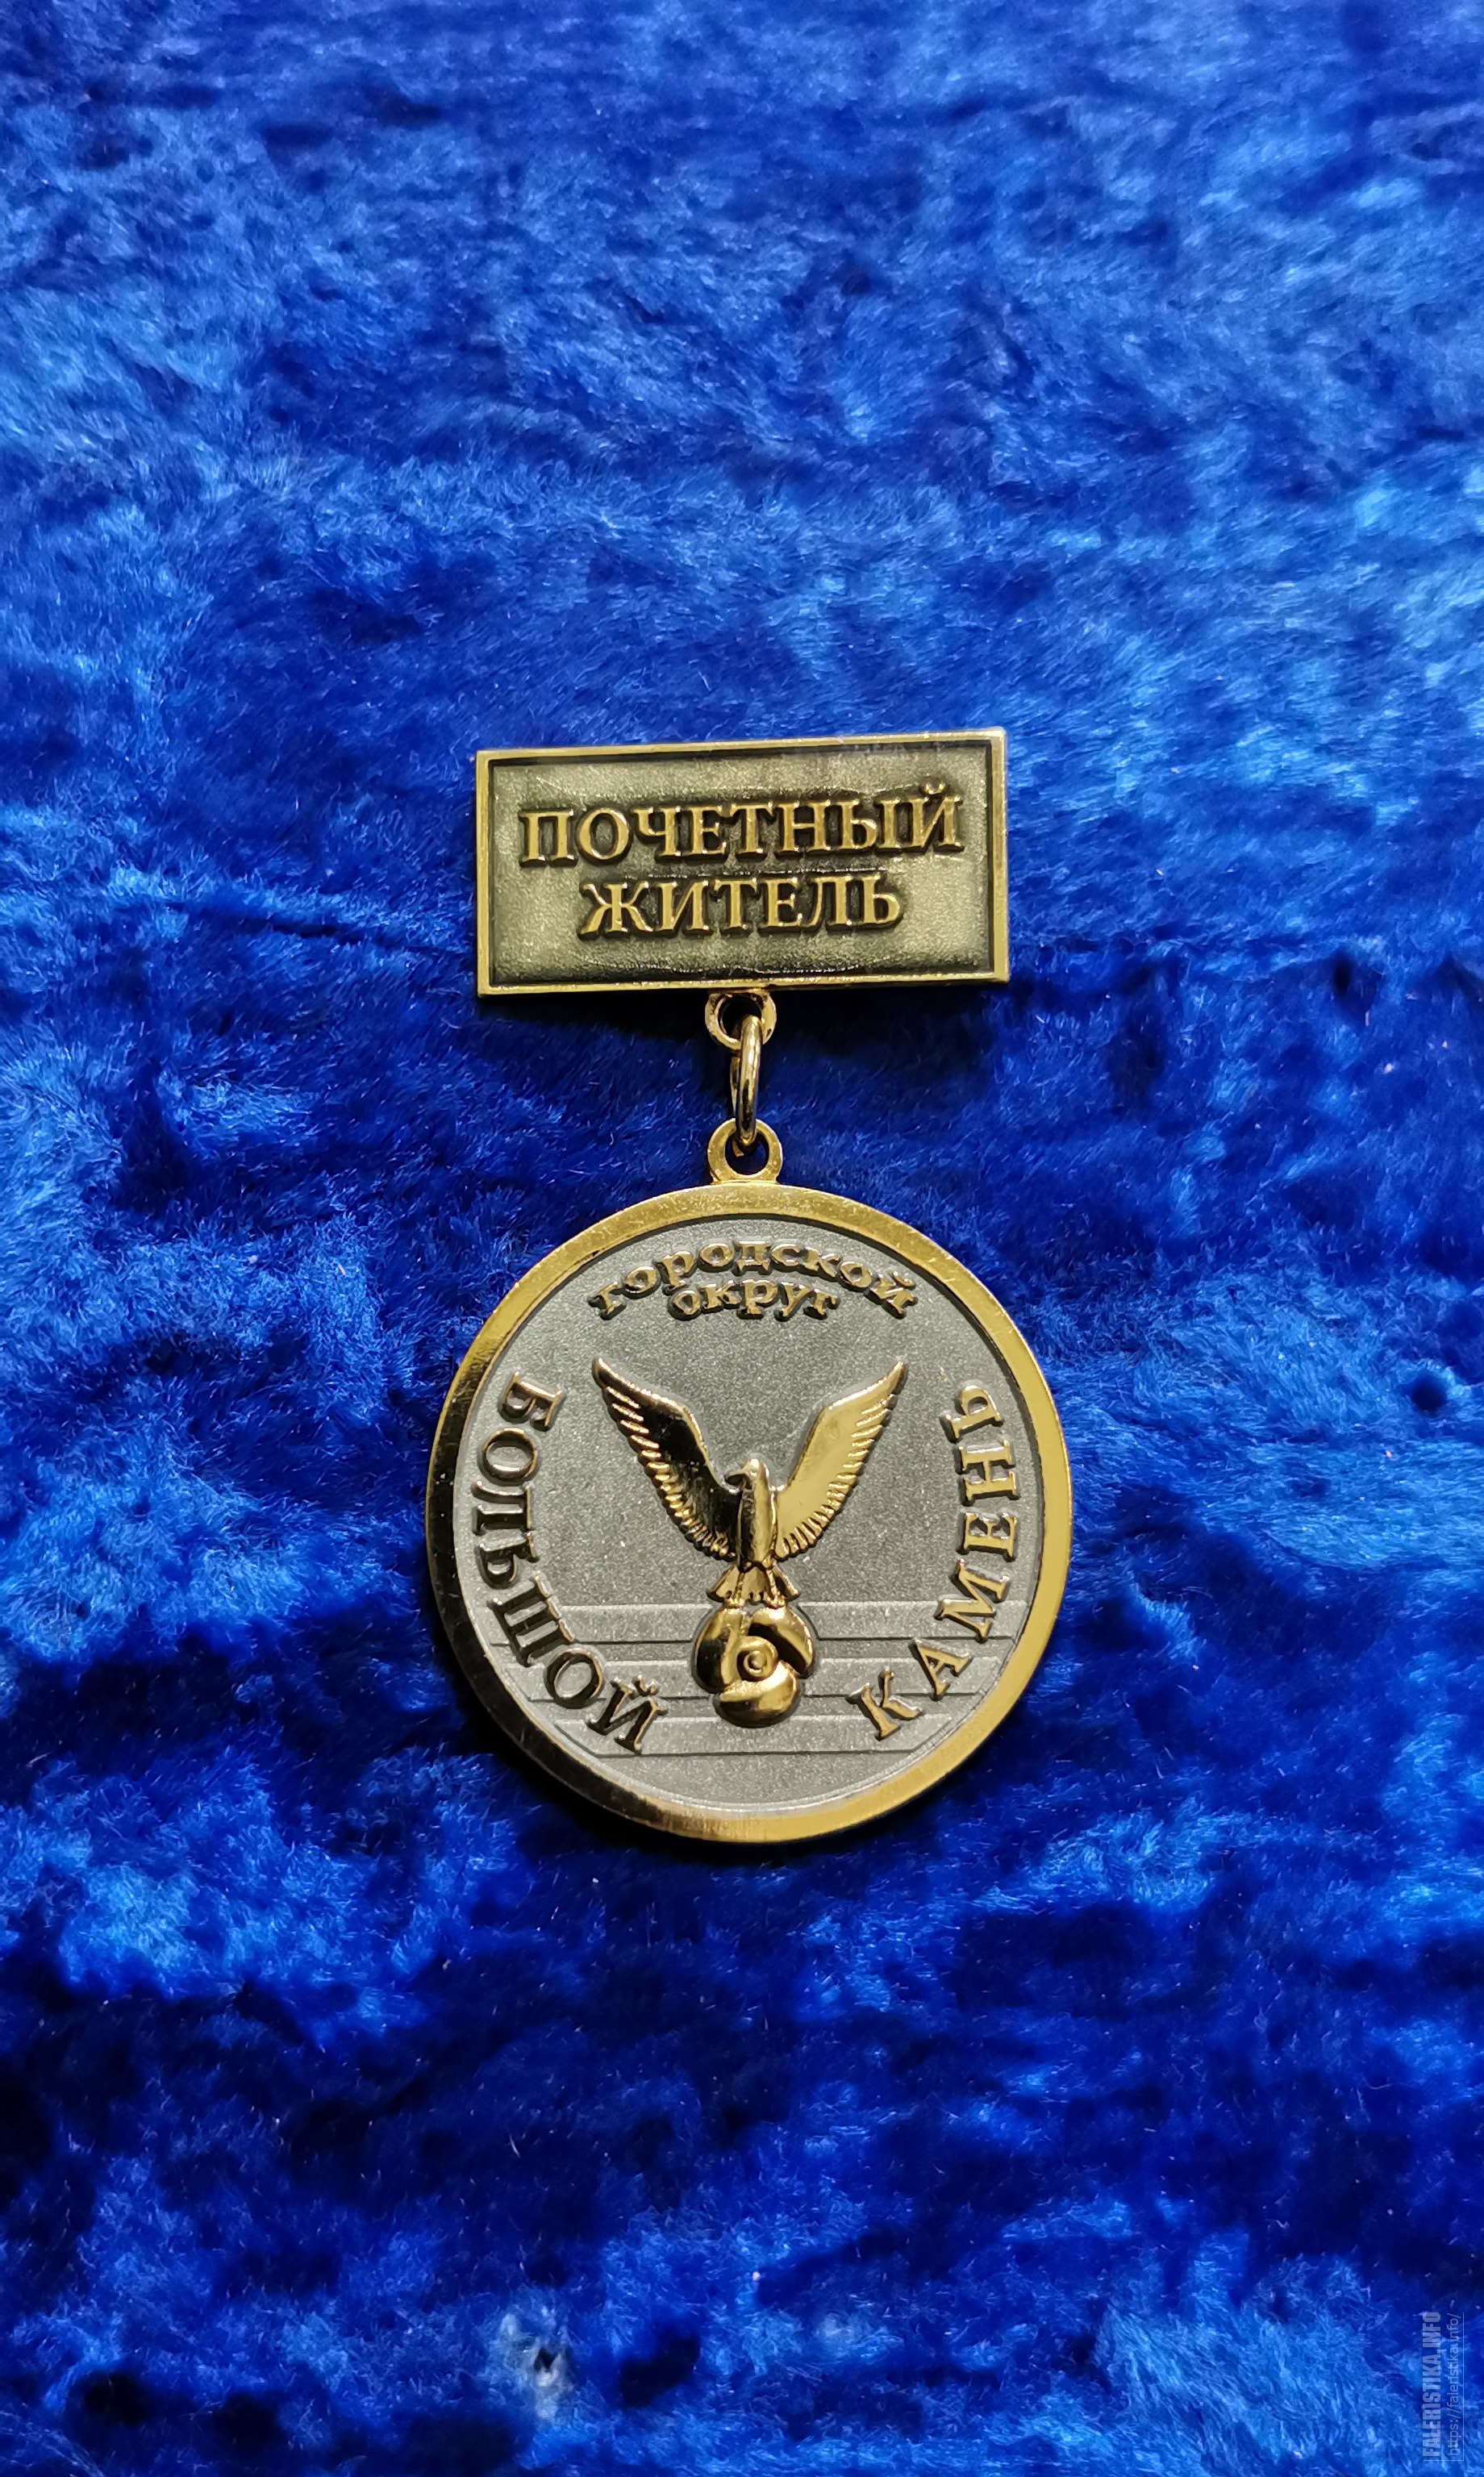 ПОЧЕТНЫЙ
ЖИТЕЛЬ
городской
округ
БОЛЬШОЙ
КАМЕНЬ
FALERISTIKA.INFO
https://faleristika.info/